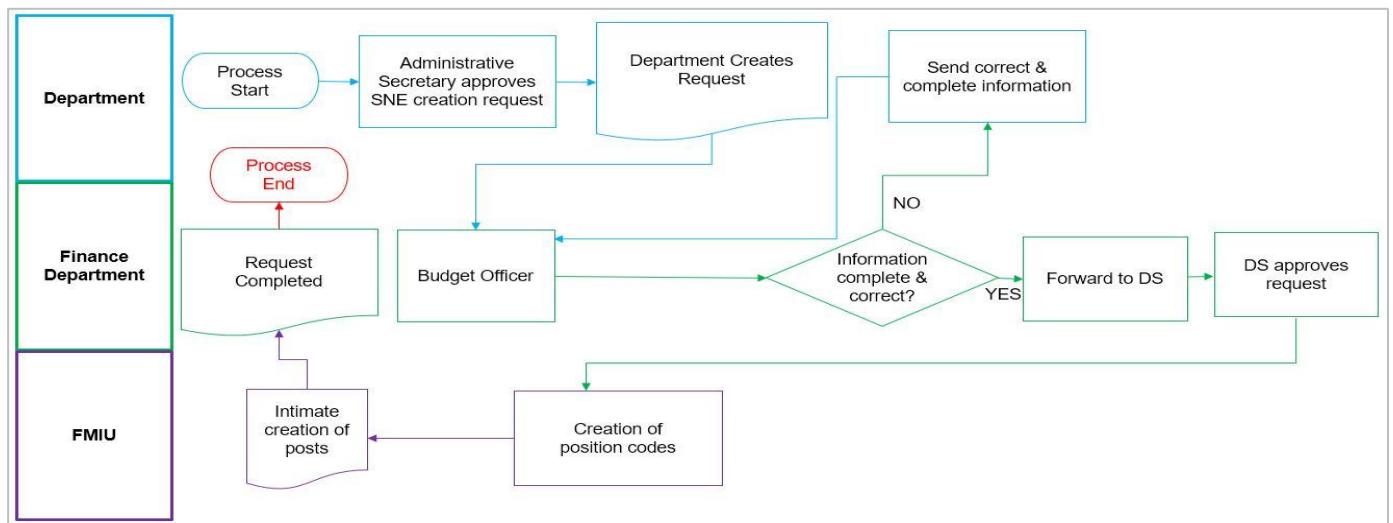 Department
Process
Start
Administrative
Secretary approves
SNE creation request
Department Creates
Request
Send correct &
complete information
Process
End
NO
Finance
Department
Request
Completed
Budget Officer
Information
complete &
correct?
YES
Forward to DS
DS approves
request
FMIU
Intimate
creation of
posts
Creation of
position codes